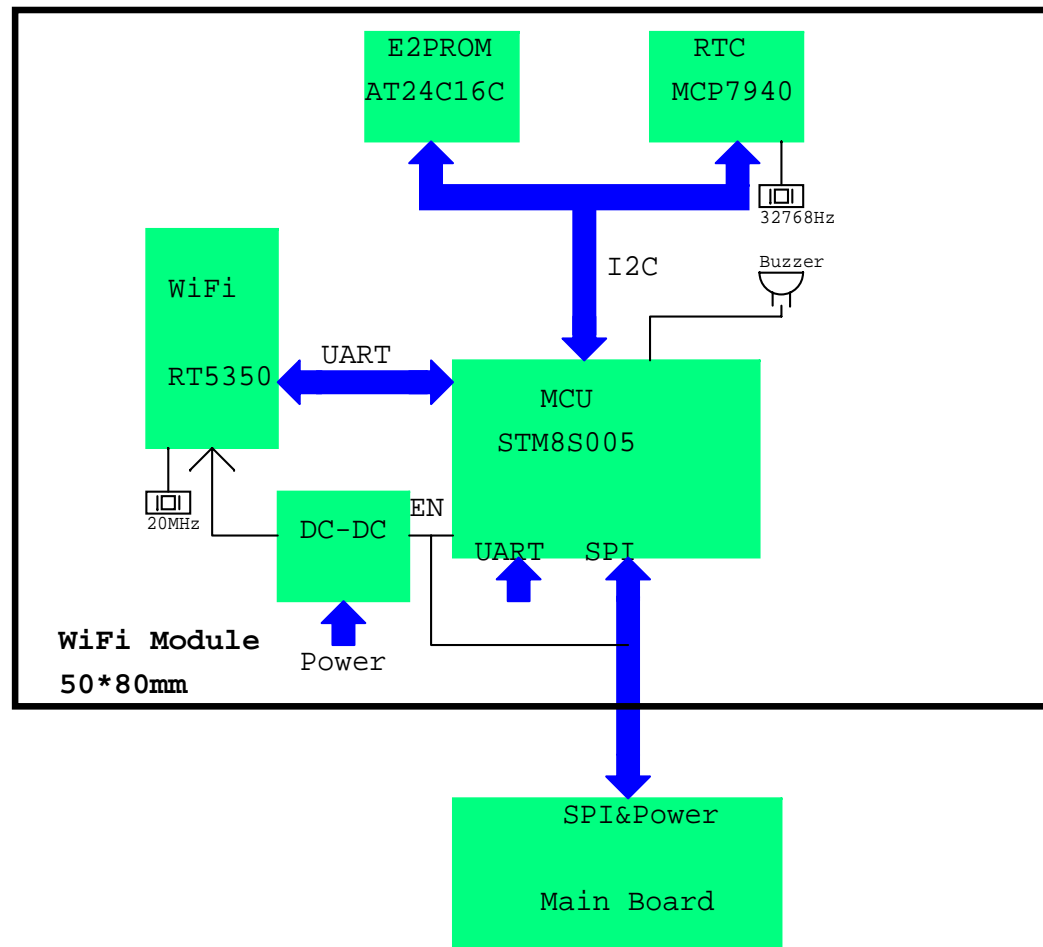 E2PROM
AT24C16C
RTC
MCP7940
32768Hz
I2C
Buzzer
WiFi
RT5350
UART
MCU
STM8S005
20MHz
DC-DC
EN
UART
SPI
Power
WiFi Module
50*80mm
SPI&Power
Main Board